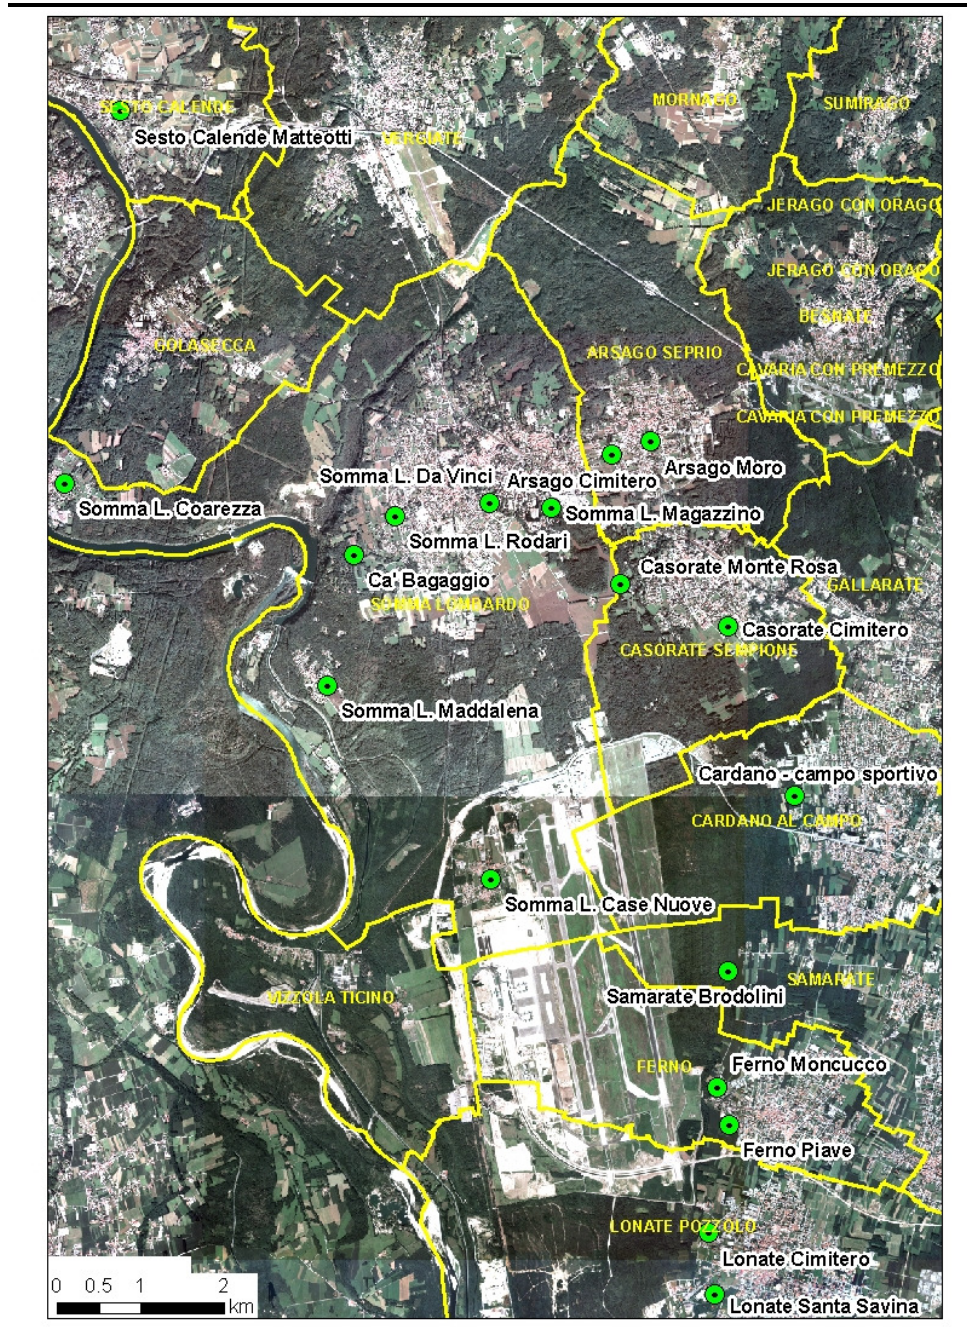 SESTO CALENDE
Sesto Calende Matteotti
VERGIATE
MORNAGO
SUMIRAGO
JERAGO CON ORAGO
JERAGO CON ORAGO
BESNATE
GOLASECCA
ARSAGO SEPRIO
CAVARIA CON PREMEZZO
CAVARIA CON PREMEZZO
Arsago Moro
Somma L. Da Vinci
Arsago Cimitero
Somma L. Coarezza
Somma L. Magazzino
Somma L. Rodari
Casorate Monte Rosa
Ca' Bagaggio
GALLARATE
SOMMA LOMBARDO
Casorate Cimitero
CASORATE SEMPIONE
Somma L. Maddalena
Cardano - campo sportivo
CARDANO AL CAMPO
Somma L. Case Nuove
SAMARATE
Samarate Brodolini
VIZZOLA TICINO
FERNO
Ferno Moncucco
Ferno Piave
LONATE POZZOLO
Lonate Cimitero
0 0.5 1 2
km
Lonate Santa Savina